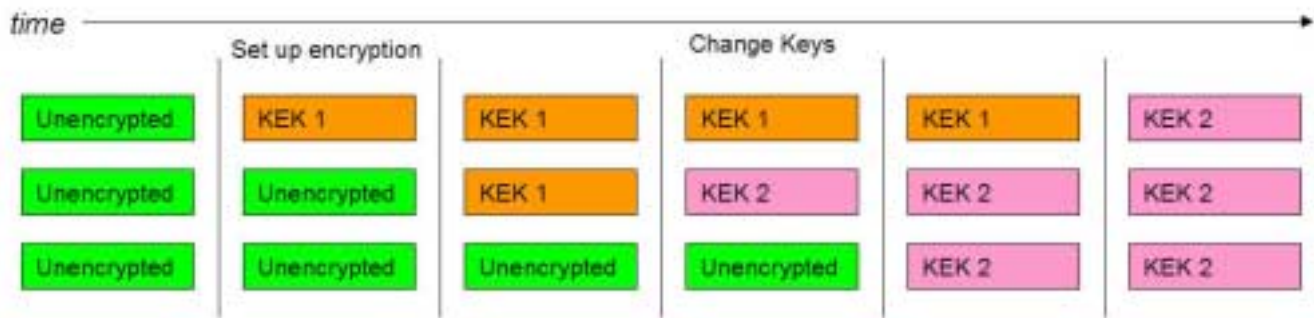 time
Set up encryption Change Keys
Unencrypted KEK 1 KEK 1 KEK 1 KEK 1 KEK 2
Unencrypted Unencrypted KEK 1 KEK 2 KEK 2 KEK 2
Unencrypted Unencrypted Unencrypted Unencrypted KEK 2 KEK 2